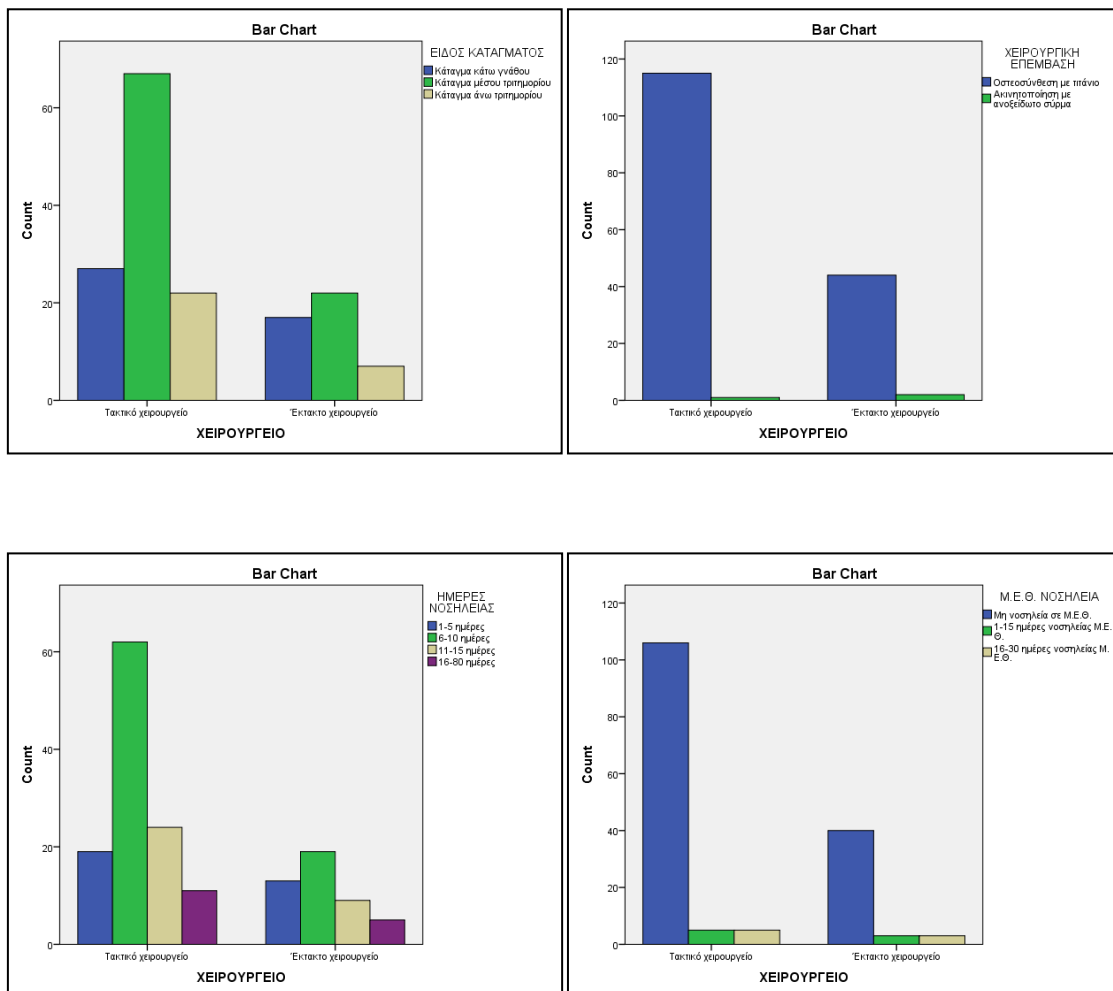 Bar Chart
ΕΙΔΟΣ ΚΑΤΑΓΜΑΤΟΣ
Κάταγμα κάτω γνάθου
Κάταγμα μέσου τριτημορίου
Κάταγμα άνω τριτημορίου
Count
60
40
20
0
Τακτικό χειρουργείο
Έκτακτο χειρουργείο
ΧΕΙΡΟΥΡΓΕΙΟ
Bar Chart
ΧΕΙΡΟΥΡΓΙΚΗ
ΕΠΕΜΒΑΣΗ
Οστεοσύνθεση με τιτάνιο
Ακινητοποίηση με
ανοξείδωτο σύρμα
Count
120
100
80
60
40
20
0
Τακτικό χειρουργείο
Έκτακτο χειρουργείο
ΧΕΙΡΟΥΡΓΕΙΟ
Bar Chart
ΗΜΕΡΕΣ
ΝΟΣΗΛΕΙΑΣ
1-5 ημέρες
6-10 ημέρες
11-15 ημέρες
16-80 ημέρες
Count
60
40
20
0
Τακτικό χειρουργείο
Έκτακτο χειρουργείο
ΧΕΙΡΟΥΡΓΕΙΟ
Bar Chart
Μ.Ε.Θ. ΝΟΣΗΛΕΙΑ
Μη νοσηλεία σε Μ.Ε.Θ.
1-15 ημέρες νοσηλείας Μ.Ε.
Θ.
16-30 ημέρες νοσηλείας Μ.
Ε.Θ.
Count
120
100
80
60
40
20
0
Τακτικό χειρουργείο
Έκτακτο χειρουργείο
ΧΕΙΡΟΥΡΓΕΙΟ